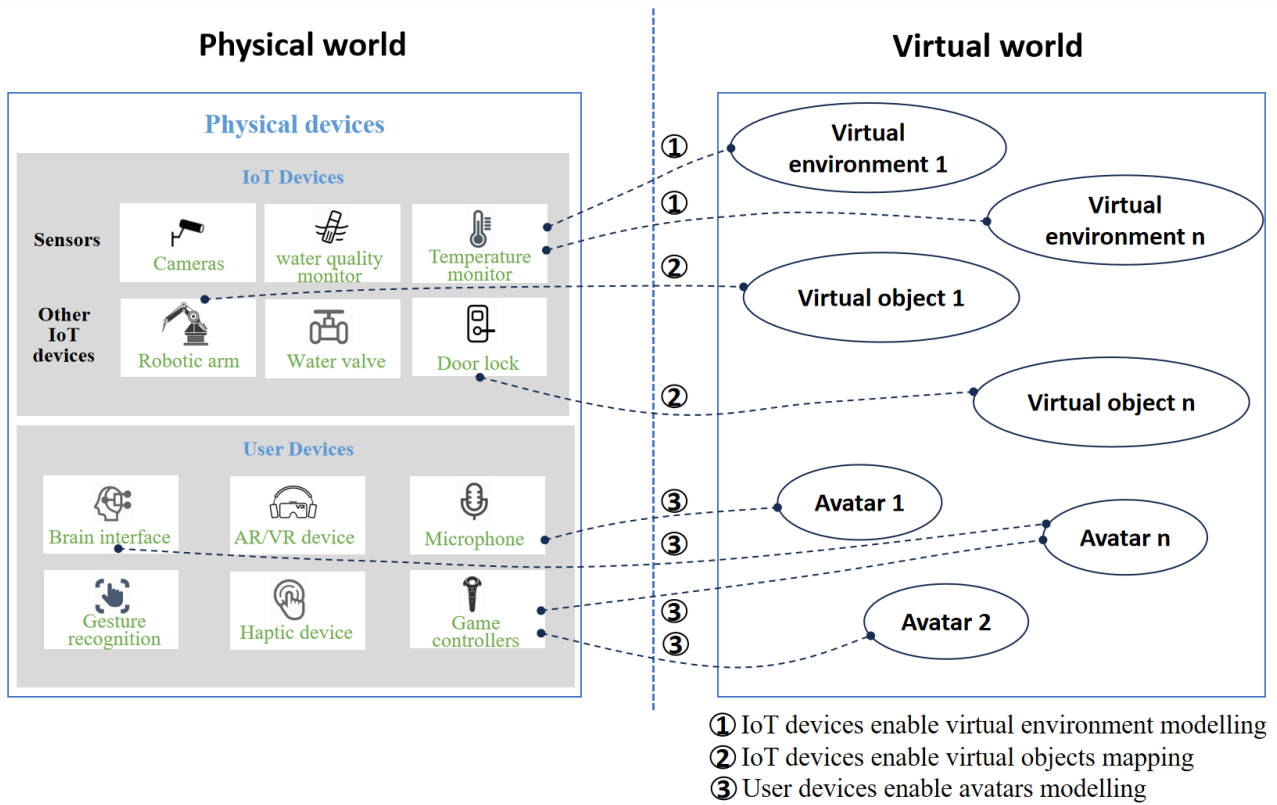 Physical world
Virtual world
Physical devices
IoT Devices
Sensors
Cameras
water quality
monitor
Temperature
monitor
Other
IoT
devices
Robotic arm
Water valve
Door lock
User Devices
Brain interface
VR
AR/VR device
Microphone
Gesture
recognition
Haptic device
Game
controllers
①
①
②
②
③
③
③
③
Virtual
environment 1
Virtual
environment n
Virtual object 1
Virtual object n
Avatar 1
Avatar n
Avatar 2
① IoT devices enable virtual environment modelling
② IoT devices enable virtual objects mapping
③ User devices enable avatars modelling